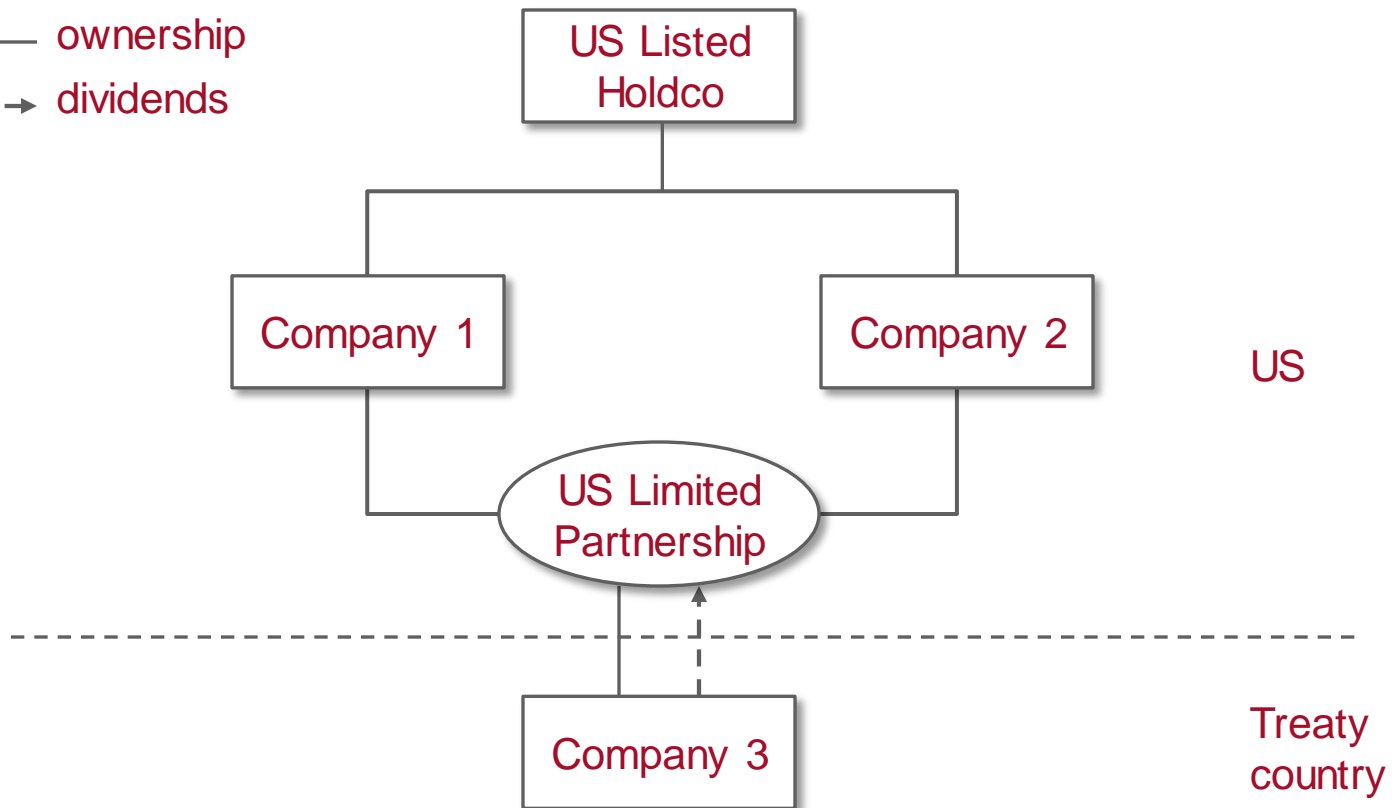 ownership
dividends
US Listed
Holdco
Company 1
Company 2
US
US Limited
Partnership
Company 3
Treaty
country